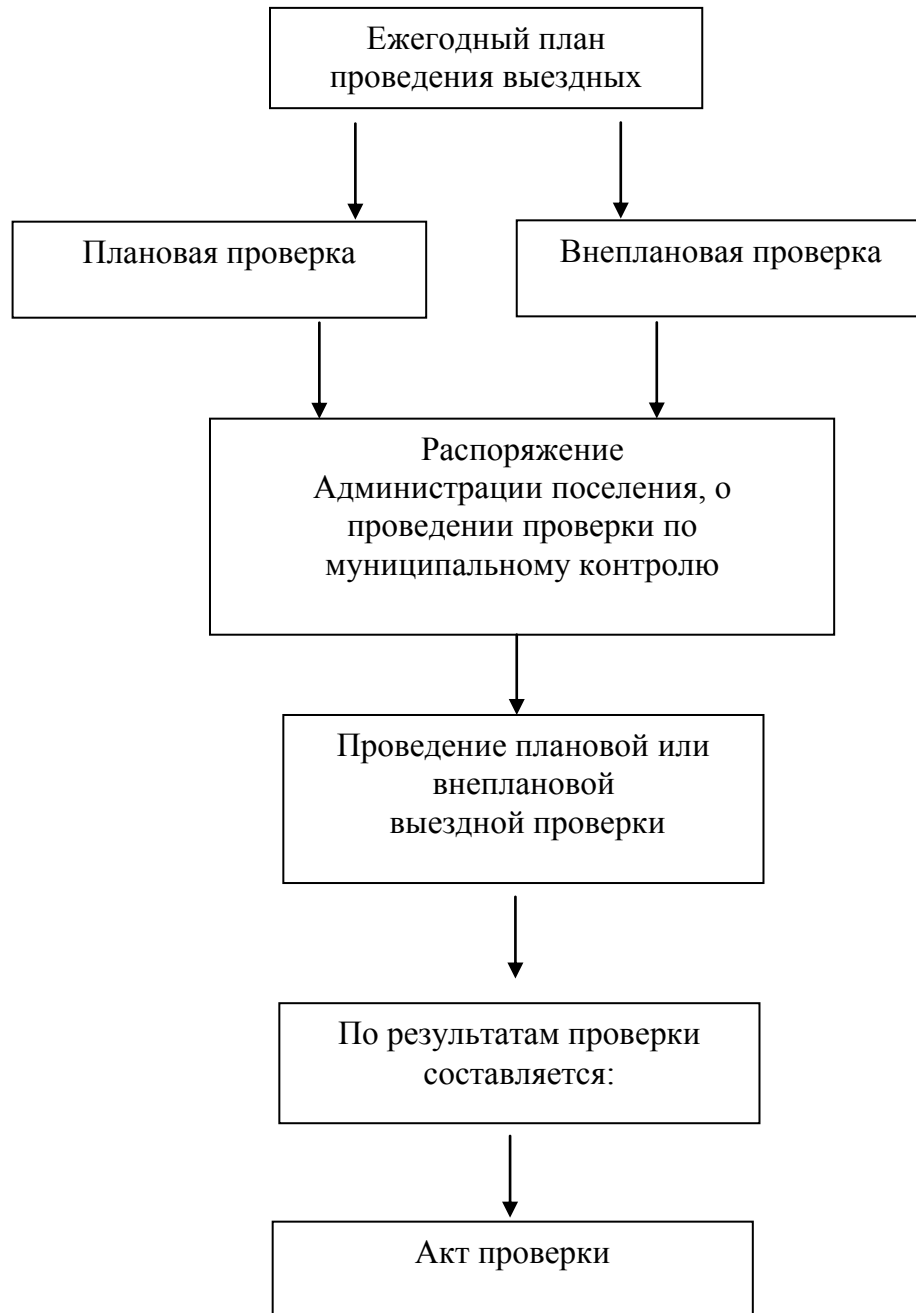 Ежегодный план
проведения выездных
Плановая проверка
Внеплановая проверка
Распоряжение
Администрации поселения, о
проведении проверки по
муниципальному контролю
Проведение плановой или
внеплановой
выездной проверки
По результатам проверки
составляется:
Акт проверки